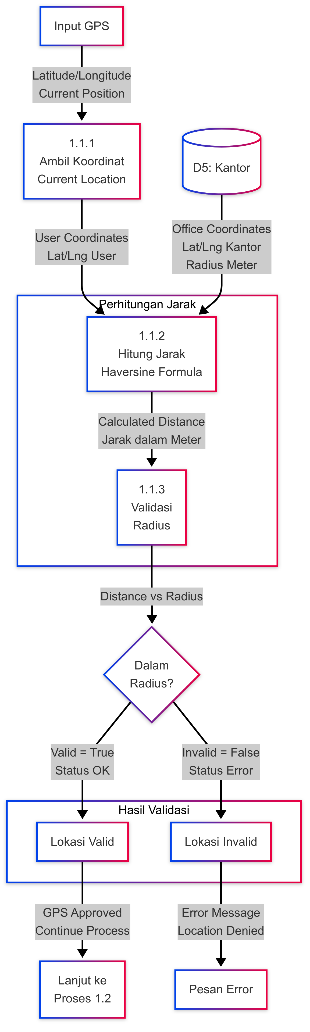 Input GPS
Latitude/Longitude
Current Position
1.1.1
Ambil Koordinat
Current Location
D5: Kantor
User Coordinates
Lat/Lng User
Office Coordinates
Lat/Lng Kantor
Radius Meter
Perhitungan Jarak
1.1.2
Hitung Jarak
Haversine Formula
Calculated Distance
Jarak dalam Meter
1.1.3
Validasi
Radius
Distance vs Radius
Dalam
Radius?
Valid = True
Status OK
Invalid = False
Status Error
Hasil Validasi
Lokasi Valid
Lokasi Invalid
GPS Approved
Continue Process
Error Message
Location Denied
Lanjut ke
Proses 1.2
Pesan Error